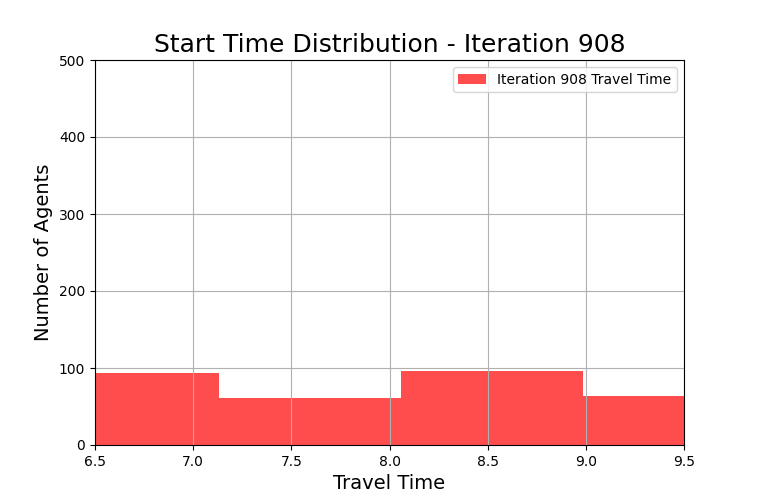 Start Time Distribution - Iteration 908
Iteration 908 Travel Time
Number of Agents
500
400
300
200
100
0
6.5 7.0 7.5 8.0 8.5 9.0 9.5
Travel Time